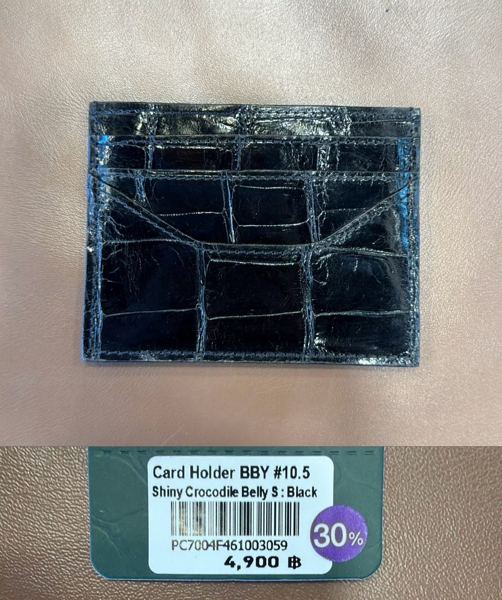 Card Holder BBY #10.5
Shiny Crocodile Belly S : Black
PC7004F461003059
30%
4,900 ฿